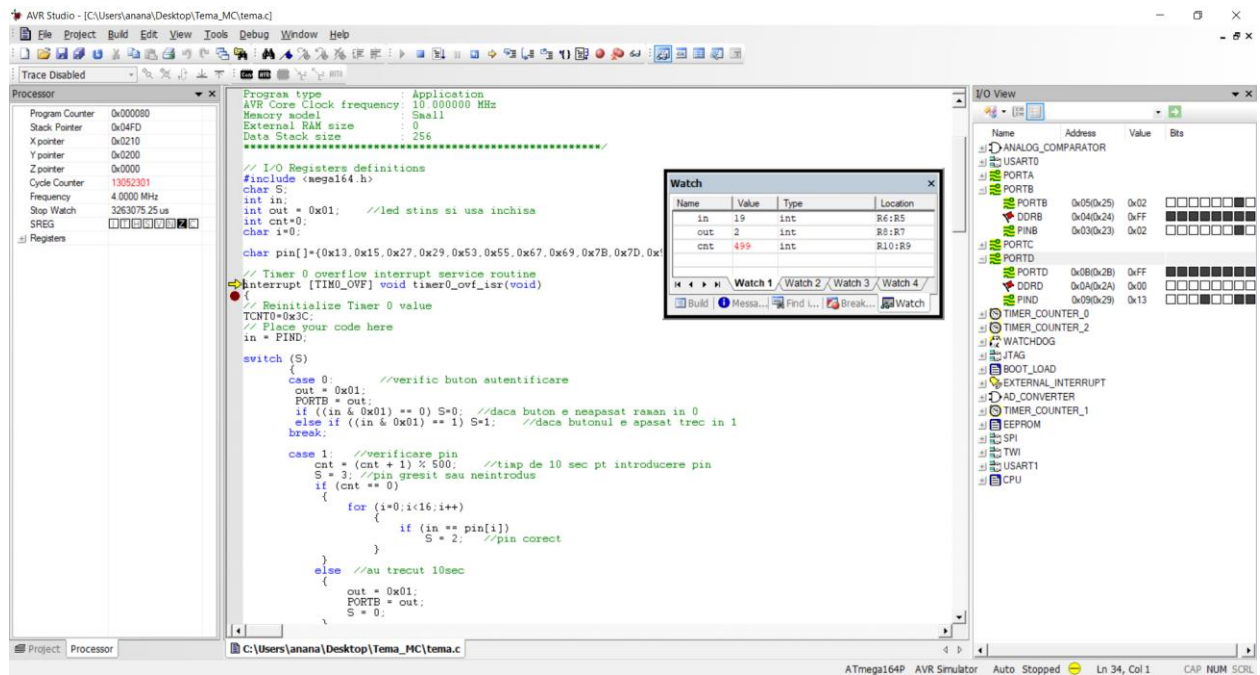 AVR Studio - [C:\Users\anana\Desktop\Tema_MC\tema.c]
File Project Build Edit View Tools Debug Window Help
Trace Disabled
Processor
Program Counter 0x000080
Stack Pointer 0x04FD
X pointer 0x0210
Y pointer 0x0200
Z pointer 0x0000
Cycle Counter 13052301
Frequency 4.0000 MHz
Stop Watch 3263075.25 us
SREG I T H S V N Z C
Registers
Project Processor
Program type : Application
AVR Core Clock frequency: 10.000000 MHz
Memory model : Small
External RAM size : 0
Data Stack size : 256
*******************************************************/
// I/O Registers definitions
#include <mega164.h>
char S;
int in;
int out = 0x01; //led stins si usa inchisa
int cnt=0;
char i=0;
char pin[]={0x13,0x15,0x27,0x29,0x53,0x55,0x67,0x69,0x7B,0x7D,0x
// Timer 0 overflow interrupt service routine
interrupt [TIM0_OVF] void timer0_ovf_isr(void)
{
// Reinitialize Timer 0 value
TCNT0=0x3C;
// Place your code here
in = PIND;
switch (S)
{
case 0: //verific buton autentificare
out = 0x01;
PORTB = out;
if ((in & 0x01) == 0) S=0; //daca buton e neapasat raman in 0
else if ((in & 0x01) == 1) S=1; //daca butonul e apasat trec in 1
break;
case 1: //verificare pin
cnt = (cnt + 1) % 500; //timp de 10 sec pt introducere pin
S = 3; //pin gresit sau neintrodus
if (cnt == 0)
{
for (i=0;i<16;i++)
{
if (in == pin[i])
S = 2; //pin corect
}
}
else //au trecut 10sec
{
out = 0x01;
PORTB = out;
S = 0;
}
C:\Users\anana\Desktop\Tema_MC\tema.c
Watch
Name Value Type Location
in 19 int R6:R5
out 2 int R8:R7
cnt 499 int R10:R9
Watch 1 Watch 2 Watch 3 Watch 4
Build Messa... Find i... Break... Watch
I/O View
Name Address Value Bits
ANALOG_COMPARATOR
USART0
PORTA
PORTB
PORTB 0x05(0x25) 0x02
DDRB 0x04(0x24) 0xFF
PINB 0x03(0x23) 0x02
PORTC
PORTD
PORTD 0x0B(0x2B) 0xFF
DDRD 0x0A(0x2A) 0x00
PIND 0x09(0x29) 0x13
TIMER_COUNTER_0
TIMER_COUNTER_2
WATCHDOG
JTAG
BOOT_LOAD
EXTERNAL_INTERRUPT
AD_CONVERTER
TIMER_COUNTER_1
EEPROM
SPI
TWI
USART1
CPU
ATmega164P AVR Simulator Auto Stopped Ln 34, Col 1 CAP NUM SCRL